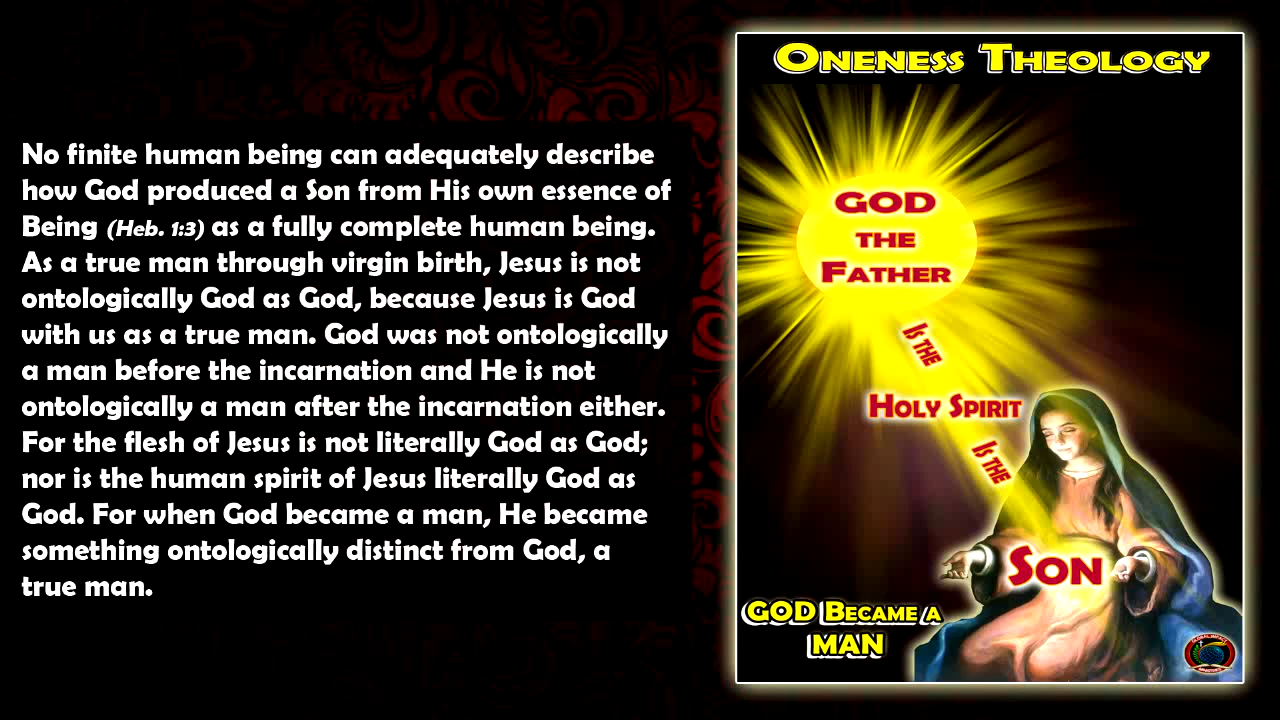 No finite human being can adequately describe
how God produced a Son from His own essence of
Being (Heb. 1:3) as a fully complete human being.
As a true man through virgin birth, Jesus is not
ontologically God as God, because Jesus is God
with us as a true man. God was not ontologically
a man before the incarnation and He is not
ontologically a man after the incarnation either.
For the flesh of Jesus is not literally God as God;
nor is the human spirit of Jesus literally God as
God. For when God became a man, He became
something ontologically distinct from God, a
true man.
ONENESS THEOLOGY
GOD
THE
FATHER
IS THE
HOLY SPIRIT
IS THE
SON
GOD BECAME A
MAN